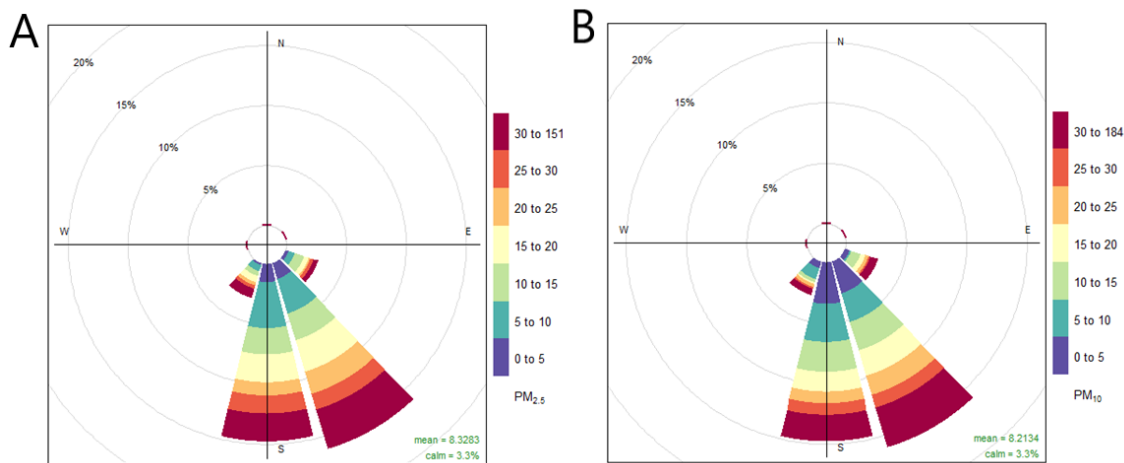 A
N
20%
15%
10%
5%
W
E
S
mean = 8.3283
calm = 3.3%
30 to 151
25 to 30
20 to 25
15 to 20
10 to 15
5 to 10
0 to 5
PM2.5
B
N
20%
15%
10%
5%
W
E
S
mean = 8.2134
calm = 3.3%
30 to 184
25 to 30
20 to 25
15 to 20
10 to 15
5 to 10
0 to 5
PM10